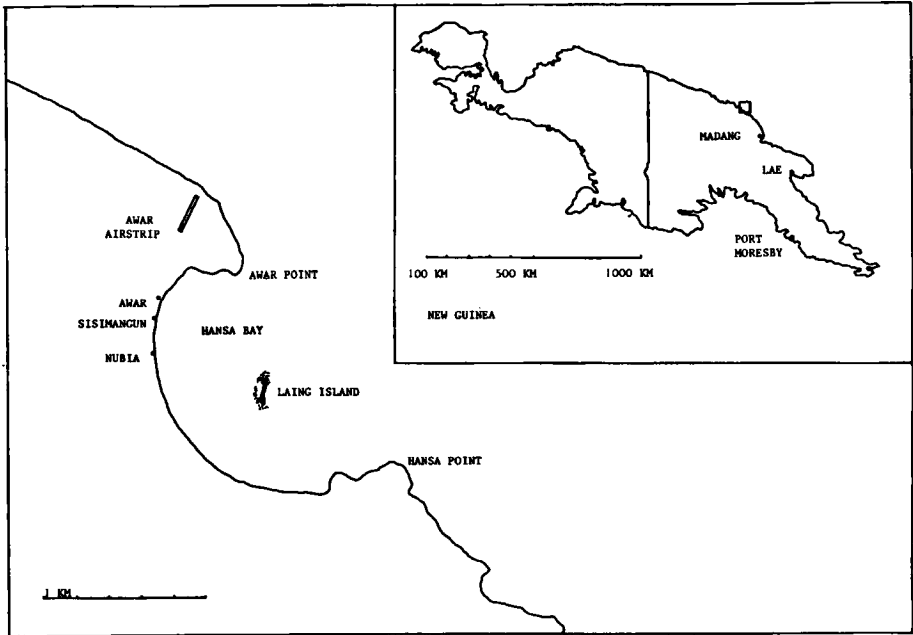 MADANG
LAE
PORT
MORESBY
100 KM 500 KM 1000 KM
NEW GUINEA
AWAR
AIRSTRIP
AWAR POINT
AWAR
SISIMANGUN
HANSA BAY
NUBIA
LAING ISLAND
HANSA POINT
1 KM